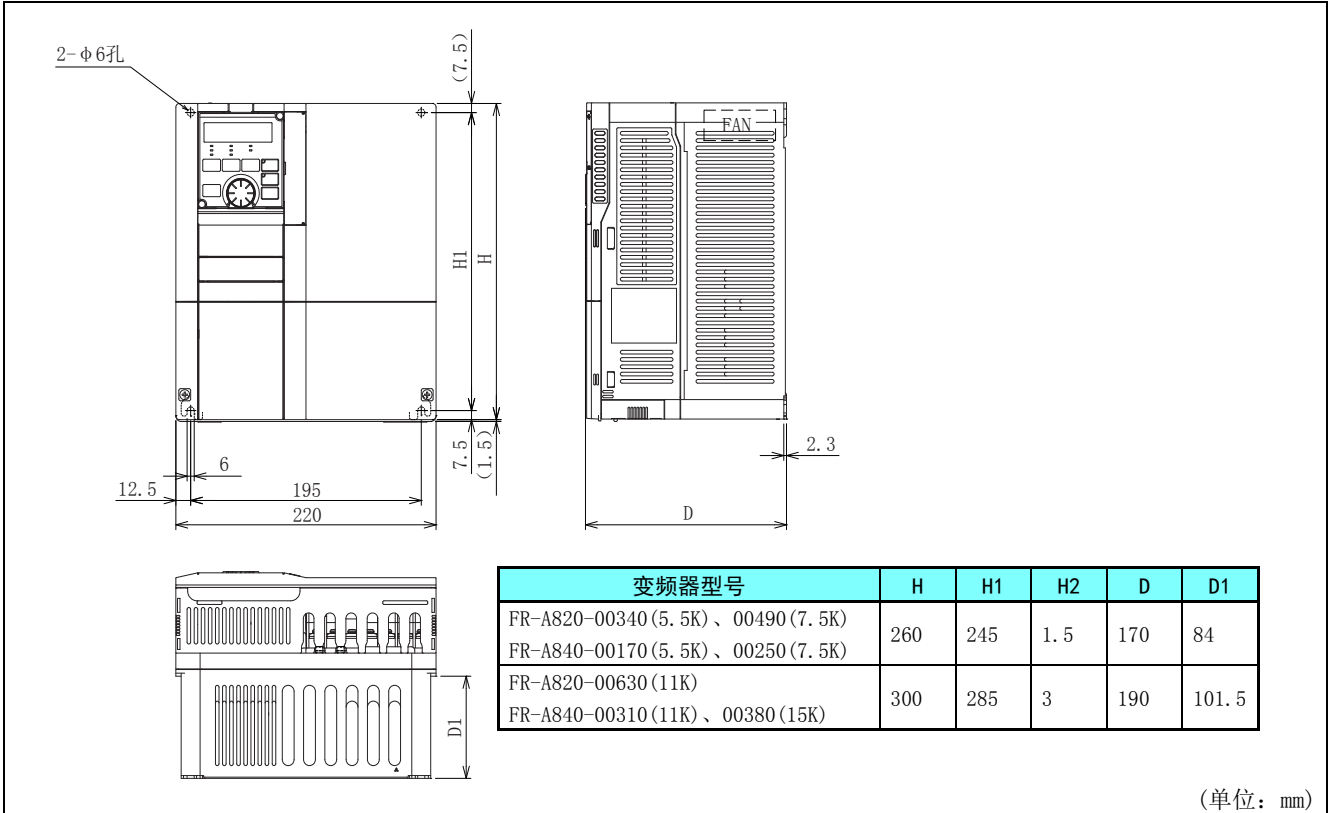 2-φ6孔
(7.5)
H1
H
7.5
(1.5)
6
12.5
195
220
FAN
2.3
D
D1
变频器型号 H H1 H2 D D1
FR-A820-00340(5.5K)、00490(7.5K)
FR-A840-00170(5.5K)、00250(7.5K)
260 245 1.5 170 84
FR-A820-00630(11K)
FR-A840-00310(11K)、00380(15K)
300 285 3 190 101.5
(单位：mm)